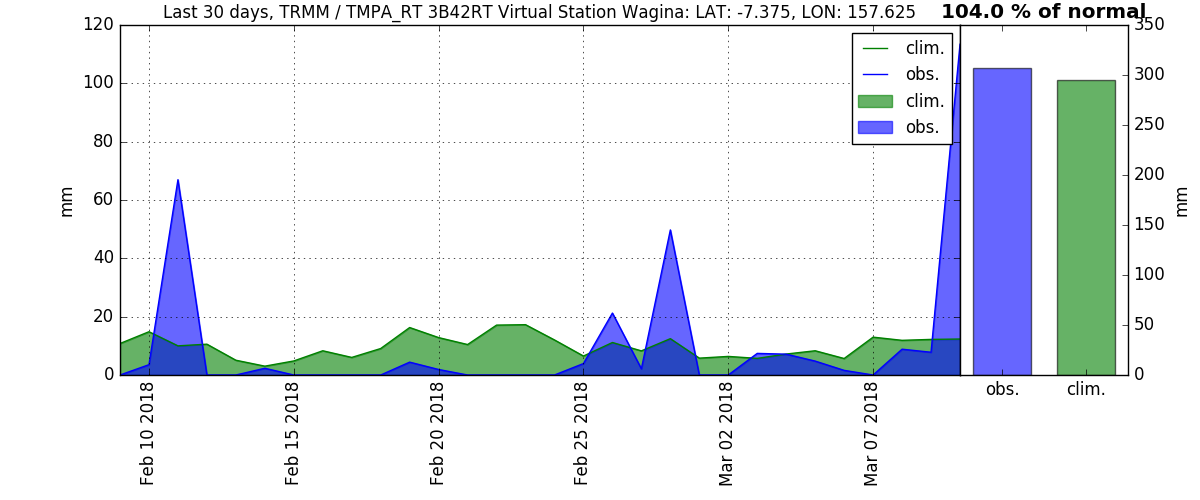 Last 30 days, TRMM / TMPA_RT 3B42RT Virtual Station Wagina: LAT: -7.375, LON: 157.625
104.0 % of normal
120
100
80
60
40
20
0
mm
clim.
obs.
clim.
obs.
350
300
250
200
150
100
50
0
mm
obs.
clim.
Feb 10 2018
Feb 15 2018
Feb 20 2018
Feb 25 2018
Mar 02 2018
Mar 07 2018